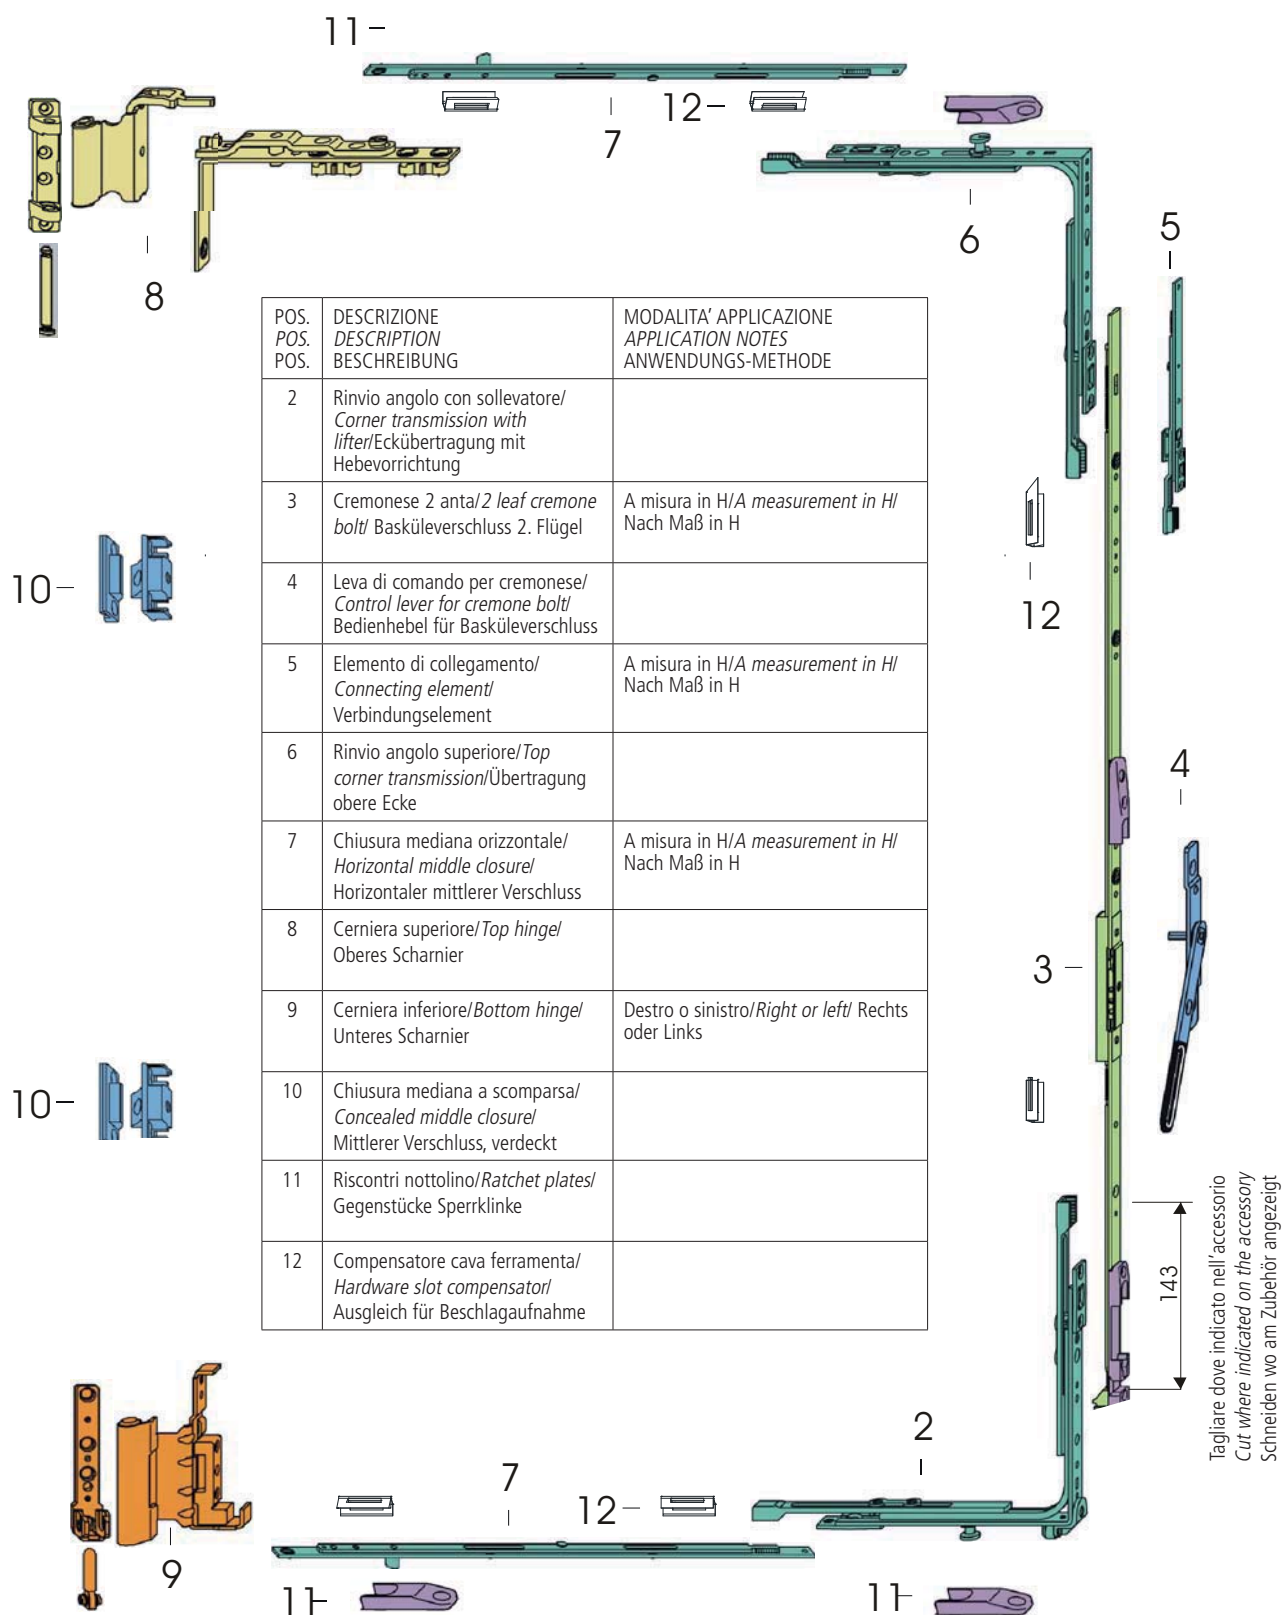 11
12
7
6
5
8
POS.
POS.
POS.
DESCRIZIONE
DESCRIPTION
BESCHREIBUNG
MODALITA’ APPLICAZIONE
APPLICATION NOTES
ANWENDUNGS-METHODE
2
Rinvio angolo con sollevatore/
Corner transmission with
lifter/Eckübertragung mit
Hebevorrichtung
3
Cremonese 2 anta/2 leaf cremone
bolt/ Basküleverschluss 2. Flügel
A misura in H/A measurement in H/
Nach Maß in H
4
Leva di comando per cremonese/
Control lever for cremone bolt/
Bedienhebel für Basküleverschluss
5
Elemento di collegamento/
Connecting element/
Verbindungselement
A misura in H/A measurement in H/
Nach Maß in H
6
Rinvio angolo superiore/Top
corner transmission/Übertragung
obere Ecke
7
Chiusura mediana orizzontale/
Horizontal middle closure/
Horizontaler mittlerer Verschluss
A misura in H/A measurement in H/
Nach Maß in H
8
Cerniera superiore/Top hinge/
Oberes Scharnier
9
Cerniera inferiore/Bottom hinge/
Unteres Scharnier
Destro o sinistro/Right or left/ Rechts
oder Links
10
Chiusura mediana a scomparsa/
Concealed middle closure/
Mittlerer Verschluss, verdeckt
11
Riscontri nottolino/Ratchet plates/
Gegenstücke Sperrklinke
12
Compensatore cava ferramenta/
Hardware slot compensator/
Ausgleich für Beschlagaufnahme
10
12
4
3
10
143
Tagliare dove indicato nell’accessorio
Cut where indicated on the accessory
Schneiden wo am Zubehör angezeigt
2
7
12
9
11
11